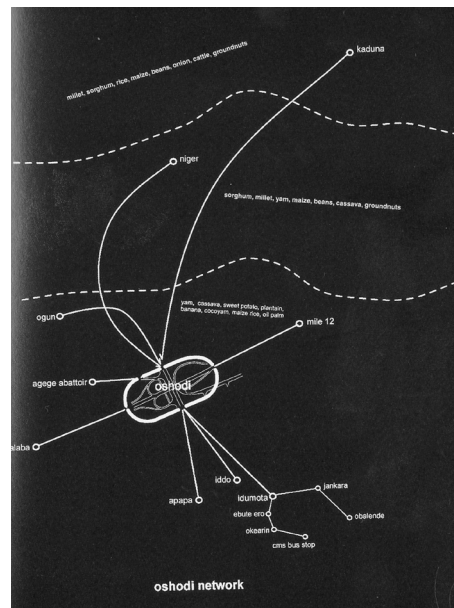 kaduna
millet, sorghum, rice, maize, beans, onion, cattle, groundnuts
niger
sorghum, millet, yam, maize, beans, cassava, groundnuts
yam, cassava, sweet potato, plantain,
banana, cocoyam, maize rice, oil palm
ogun
mile 12
agege abattoir
oshodi
alaba
iddo
jankara
idumota
apapa
ebute ero
obalende
okearin
cms bus stop
oshodi network